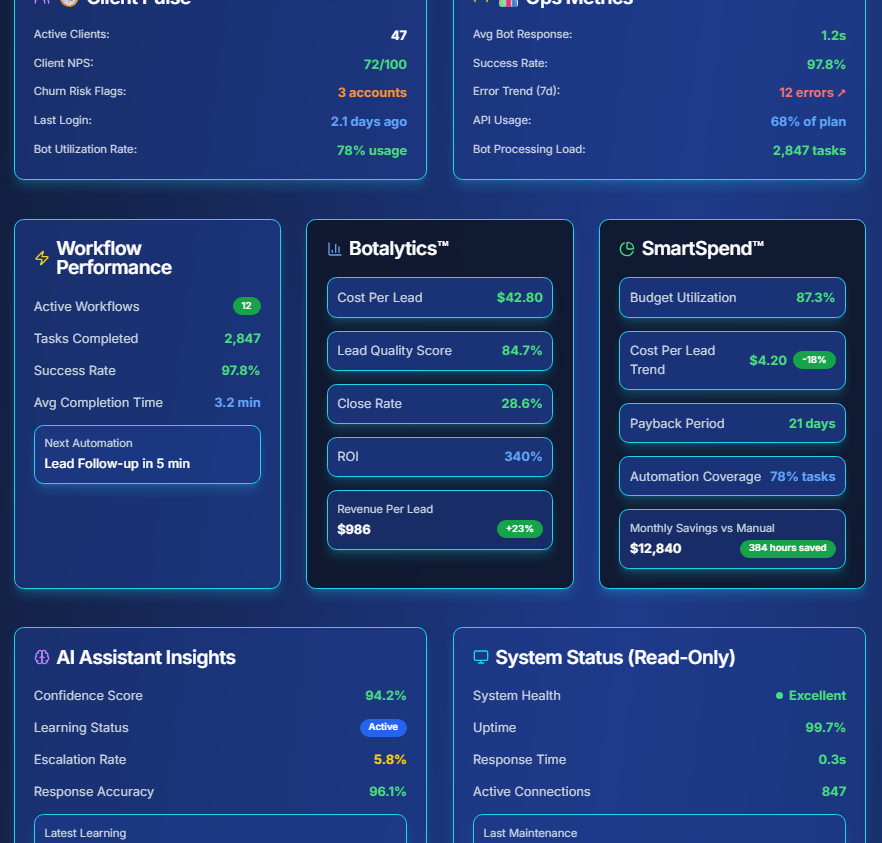 Client Pulse
Active Clients: 47
Client NPS: 72/100
Churn Risk Flags: 3 accounts
Last Login: 2.1 days ago
Bot Utilization Rate: 78% usage
Ops Metrics
Avg Bot Response: 1.2s
Success Rate: 97.8%
Error Trend (7d): 12 errors ↗
API Usage: 68% of plan
Bot Processing Load: 2,847 tasks
Workflow
Performance
Active Workflows 12
Tasks Completed 2,847
Success Rate 97.8%
Avg Completion Time 3.2 min
Next Automation
Lead Follow-up in 5 min
Botalytics™
Cost Per Lead $42.80
Lead Quality Score 84.7%
Close Rate 28.6%
ROI 340%
Revenue Per Lead
$986 +23%
SmartSpend™
Budget Utilization 87.3%
Cost Per Lead
Trend $4.20 -18%
Payback Period 21 days
Automation Coverage 78% tasks
Monthly Savings vs Manual
$12,840 384 hours saved
AI Assistant Insights
Confidence Score 94.2%
Learning Status Active
Escalation Rate 5.8%
Response Accuracy 96.1%
Latest Learning
System Status (Read-Only)
System Health Excellent
Uptime 99.7%
Response Time 0.3s
Active Connections 847
Last Maintenance